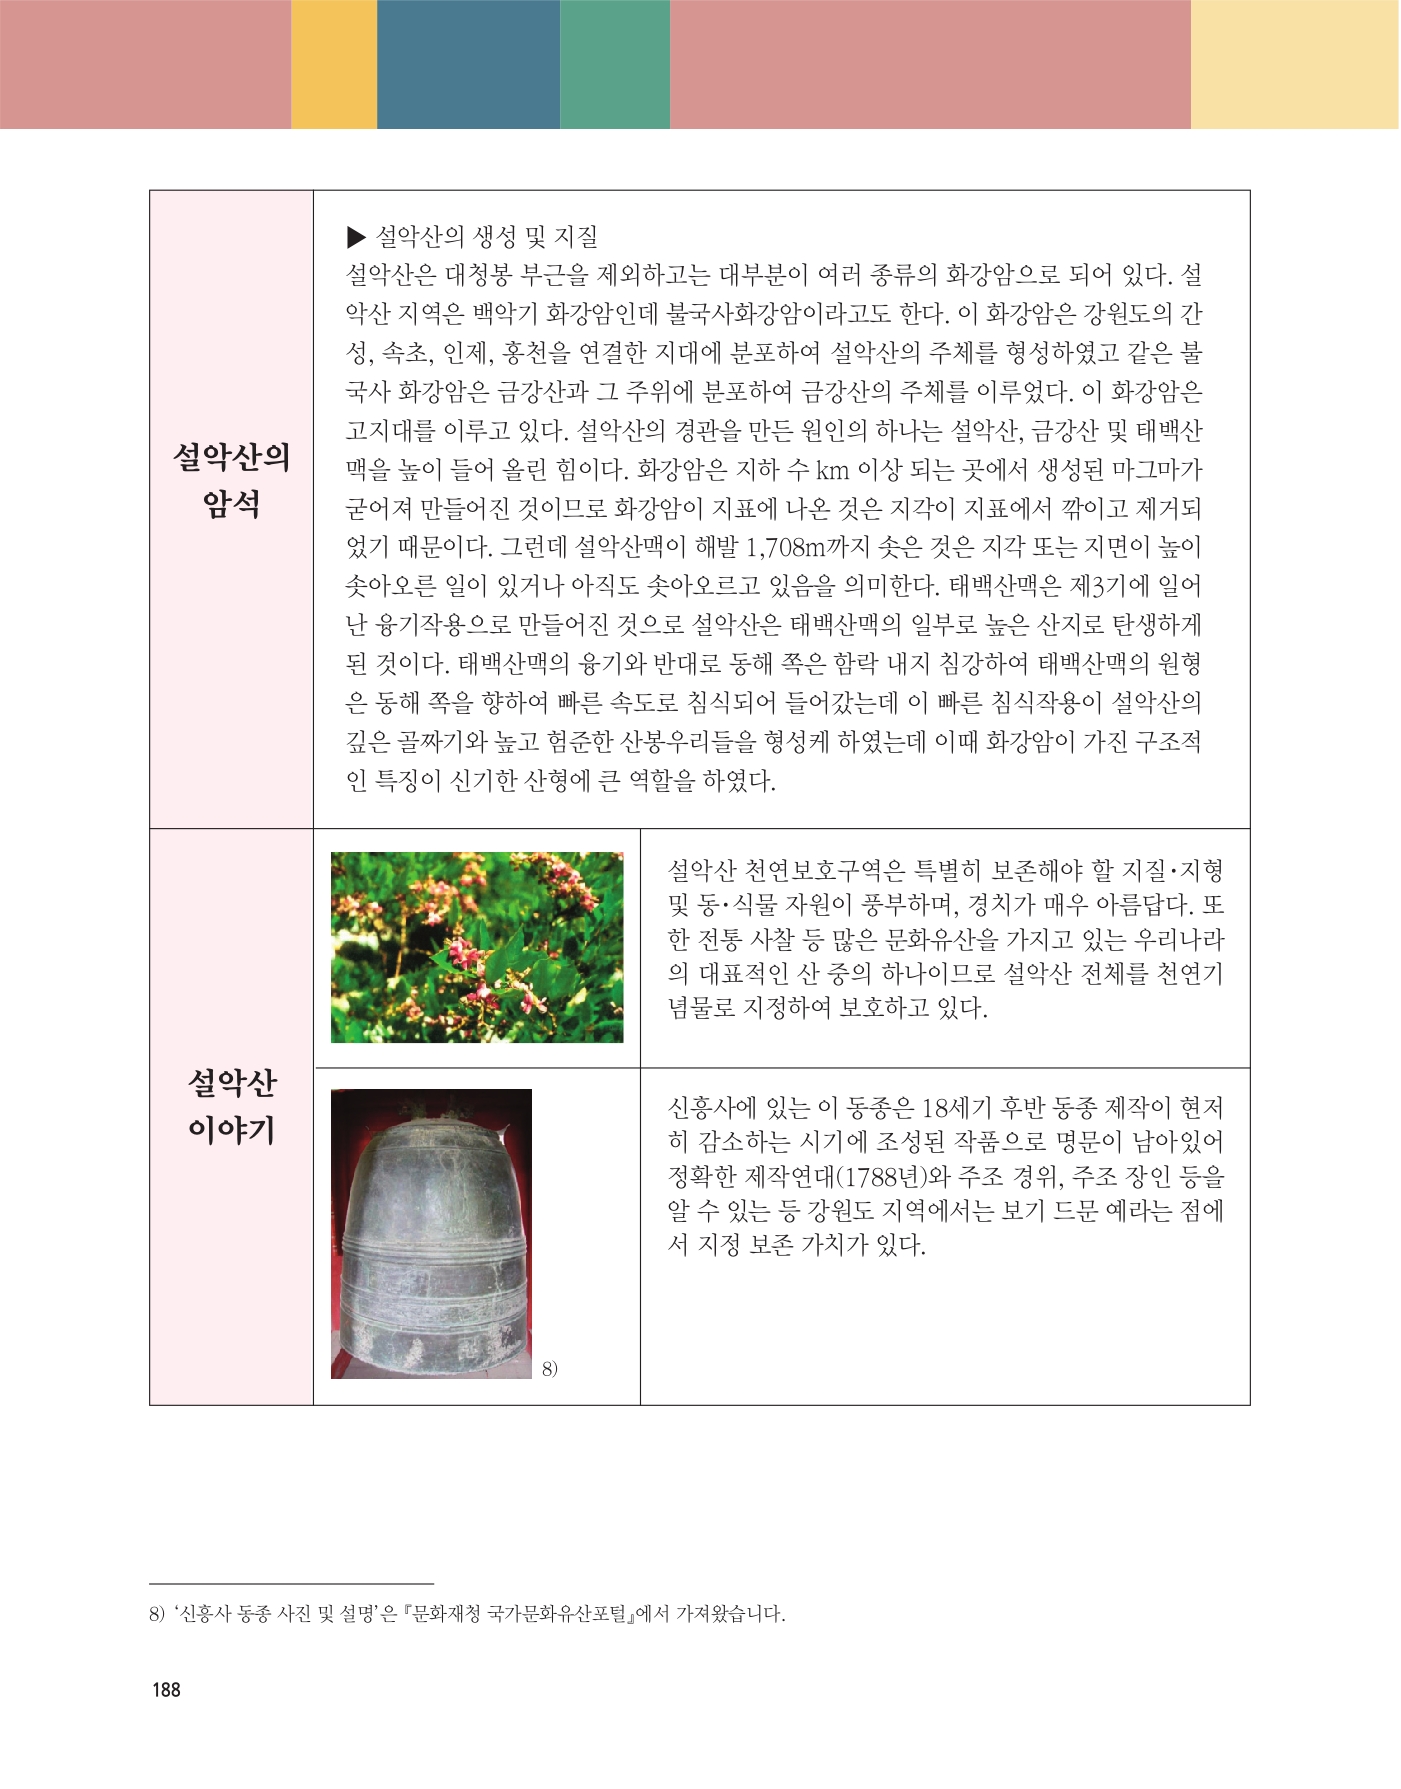 설악산의
암석
▶ 설악산의 생성 및 지질
설악산은 대청봉 부근을 제외하고는 대부분이 여러 종류의 화강암으로 되어 있다. 설
악산 지역은 백악기 화강암인데 불국사화강암이라고도 한다. 이 화강암은 강원도의 간
성, 속초, 인제, 홍천을 연결한 지대에 분포하여 설악산의 주체를 형성하였고 같은 불
국사 화강암은 금강산과 그 주위에 분포하여 금강산의 주체를 이루었다. 이 화강암은
고지대를 이루고 있다. 설악산의 경관을 만든 원인의 하나는 설악산, 금강산 및 태백산
맥을 높이 들어 올린 힘이다. 화강암은 지하 수 km 이상 되는 곳에서 생성된 마그마가
굳어져 만들어진 것이므로 화강암이 지표에 나온 것은 지각이 지표에서 깎이고 제거되
었기 때문이다. 그런데 설악산맥이 해발 1,708m까지 솟은 것은 지각 또는 지면이 높이
솟아오른 일이 있거나 아직도 솟아오르고 있음을 의미한다. 태백산맥은 제3기에 일어
난 융기작용으로 만들어진 것으로 설악산은 태백산맥의 일부로 높은 산지로 탄생하게
된 것이다. 태백산맥의 융기와 반대로 동해 쪽은 함락 내지 침강하여 태백산맥의 원형
은 동해 쪽을 향하여 빠른 속도로 침식되어 들어갔는데 이 빠른 침식작용이 설악산의
깊은 골짜기와 높고 험준한 산봉우리들을 형성케 하였는데 이때 화강암이 가진 구조적
인 특징이 신기한 산형에 큰 역할을 하였다.
설악산
이야기
설악산 천연보호구역은 특별히 보존해야 할 지질·지형
및 동·식물 자원이 풍부하며, 경치가 매우 아름답다. 또
한 전통 사찰 등 많은 문화유산을 가지고 있는 우리나라
의 대표적인 산 중의 하나이므로 설악산 전체를 천연기
념물로 지정하여 보호하고 있다.
8)
신흥사에 있는 이 동종은 18세기 후반 동종 제작이 현저
히 감소하는 시기에 조성된 작품으로 명문이 남아있어
정확한 제작연대(1788년)와 주조 경위, 주조 장인 등을
알 수 있는 등 강원도 지역에서는 보기 드문 예라는 점에
서 지정 보존 가치가 있다.
8) ‘신흥사 동종 사진 및 설명’은 『문화재청 국가문화유산포털』에서 가져왔습니다.
188